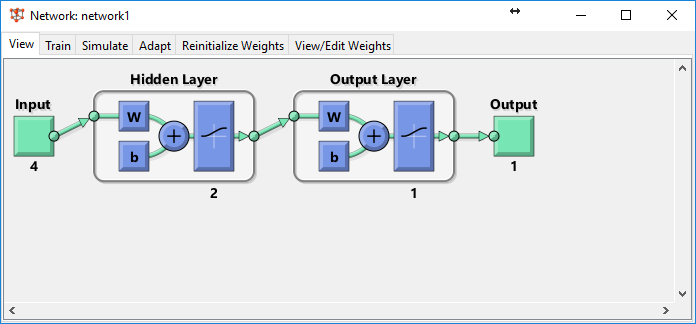 Network: network1
View Train Simulate Adapt Reinitialize Weights View/Edit Weights
Hidden Layer Output Layer
Input Output
W W
b b
4 1
2 1